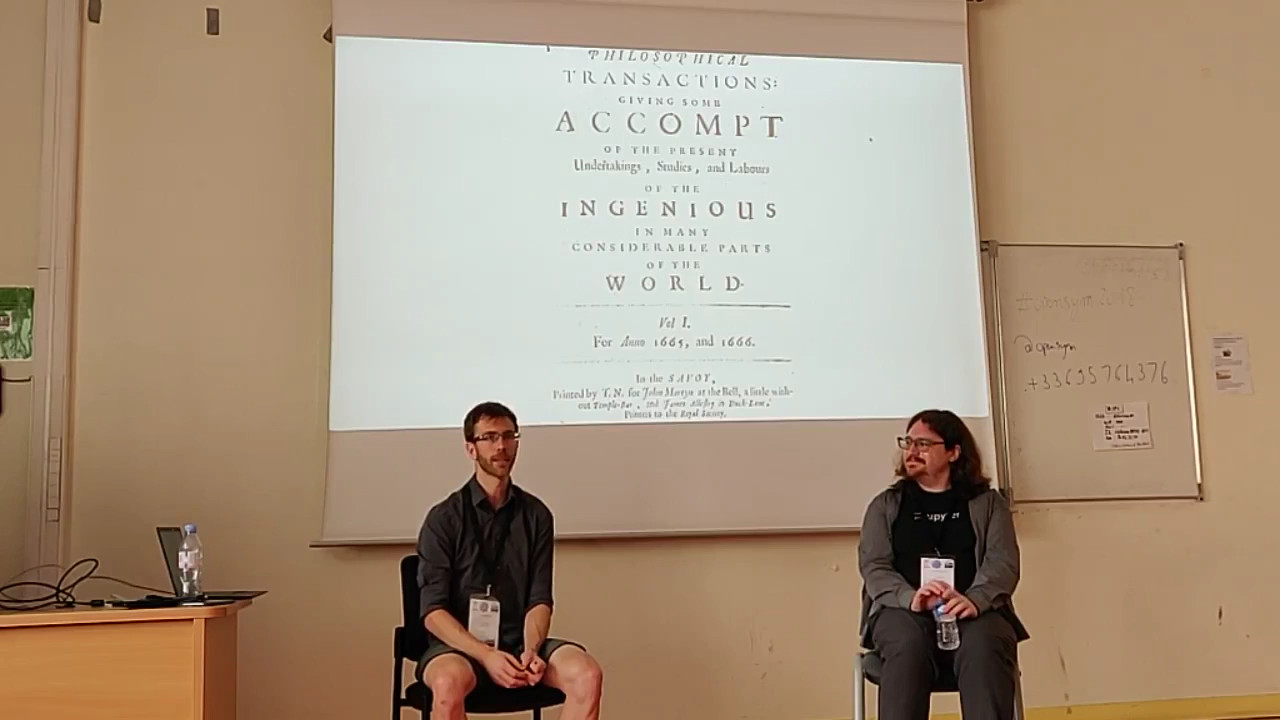 PHILOSOPHICAL
TRANSACTIONS:
GIVING SOME
ACCOMPT
OF THE PRESENT
Undertakings, Studies, and Labours
OF THE
INGENIOUS
IN MANY
CONSIDERABLE PARTS
OF THE
WORLD.
Vol I.
For Anno 1665, and 1666.
In the SAVOY,
Printed by T. N. for John Martyn at the Bell, a little with-
out Temple-Bar, and James Allestry in Duck-Lane,
Printers to the Royal Society.
#opensym2018
@opensym
+33695764376